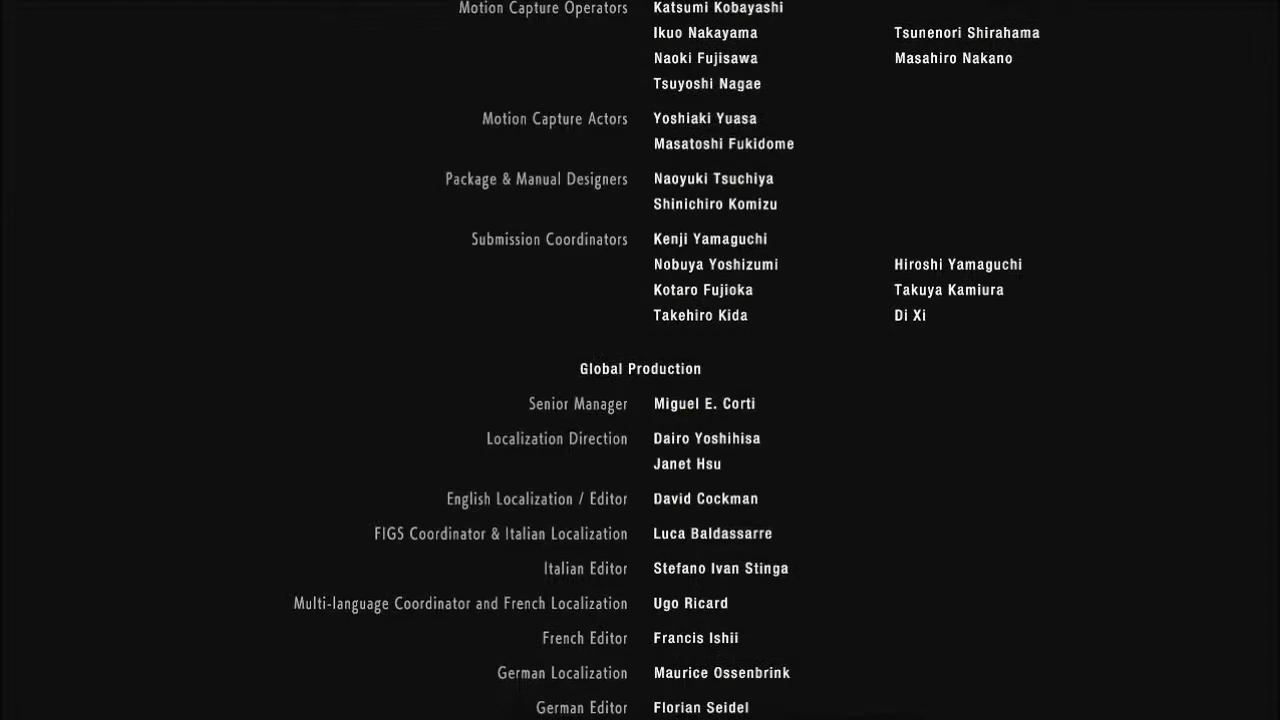 Motion Capture Operators Katsumi Kobayashi
Ikuo Nakayama Tsunenori Shirahama
Naoki Fujisawa Masahiro Nakano
Tsuyoshi Nagae
Motion Capture Actors Yoshiaki Yuasa
Masatoshi Fukidome
Package & Manual Designers Naoyuki Tsuchiya
Shinichiro Komizu
Submission Coordinators Kenji Yamaguchi
Nobuya Yoshizumi Hiroshi Yamaguchi
Kotaro Fujioka Takuya Kamiura
Takehiro Kida Di Xi
Global Production
Senior Manager Miguel E. Corti
Localization Direction Dairo Yoshihisa
Janet Hsu
English Localization / Editor David Cockman
FIGS Coordinator & Italian Localization Luca Baldassarre
Italian Editor Stefano Ivan Stinga
Multi-language Coordinator and French Localization Ugo Ricard
French Editor Francis Ishii
German Localization Maurice Ossenbrink
German Editor Florian Seidel